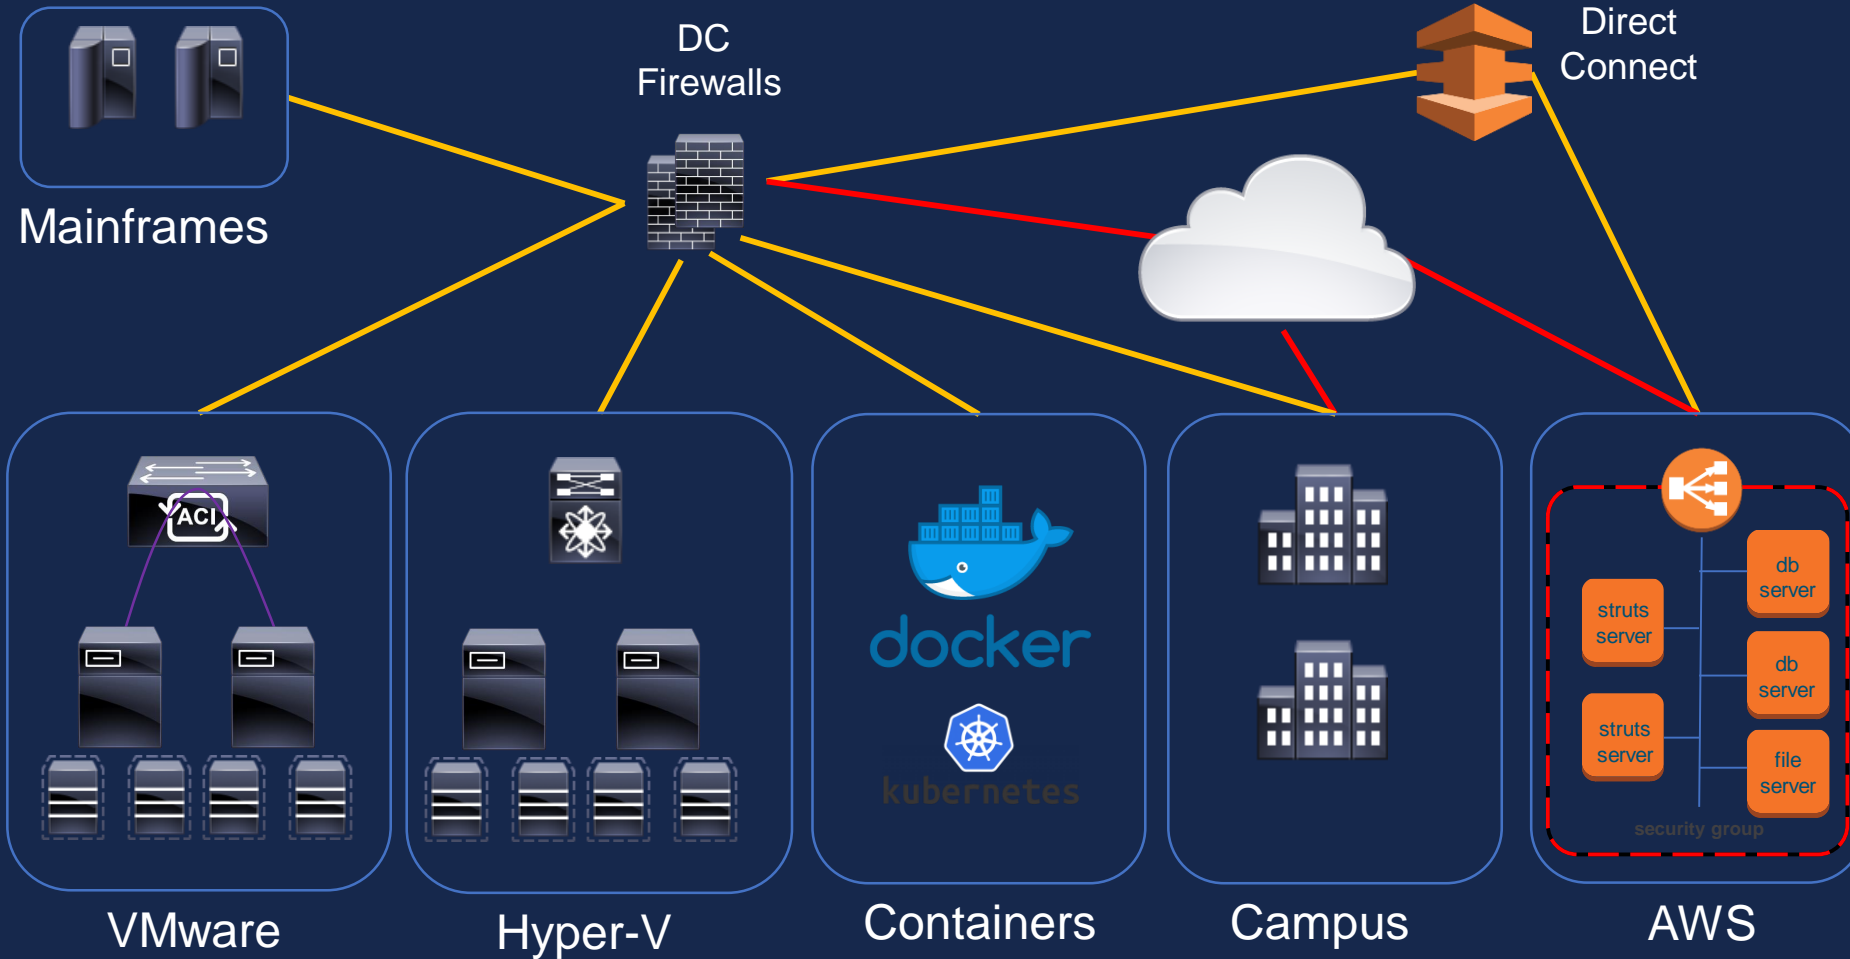 DC
Firewalls
Direct
Connect
Mainframes
ACI
docker
kubernetes
struts
server
struts
server
db
server
db
server
file
server
security group
VMware
Hyper-V
Containers
Campus
AWS